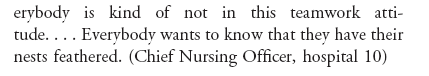 erybody is kind of not in this teamwork atti-
tude. . . . Everybody wants to know that they have their
nests feathered. (Chief Nursing Officer, hospital 10)